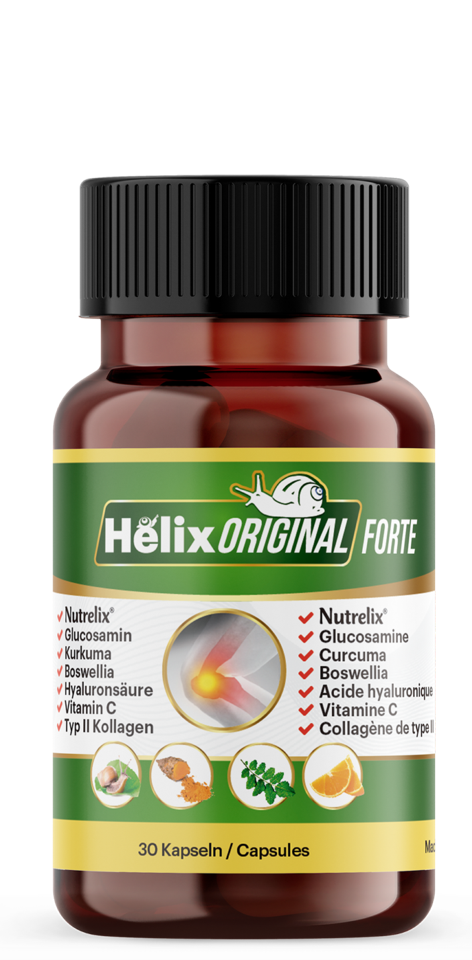 Hélix ORIGINAL FORTE
Nutrelix®
Glucosamin
Kurkuma
Boswellia
Hyaluronsäure
Vitamin C
Typ II Kollagen
Nutrelix®
Glucosamine
Curcuma
Boswellia
Acide hyaluronique
Vitamine C
Collagène de type II
30 Kapseln / Capsules